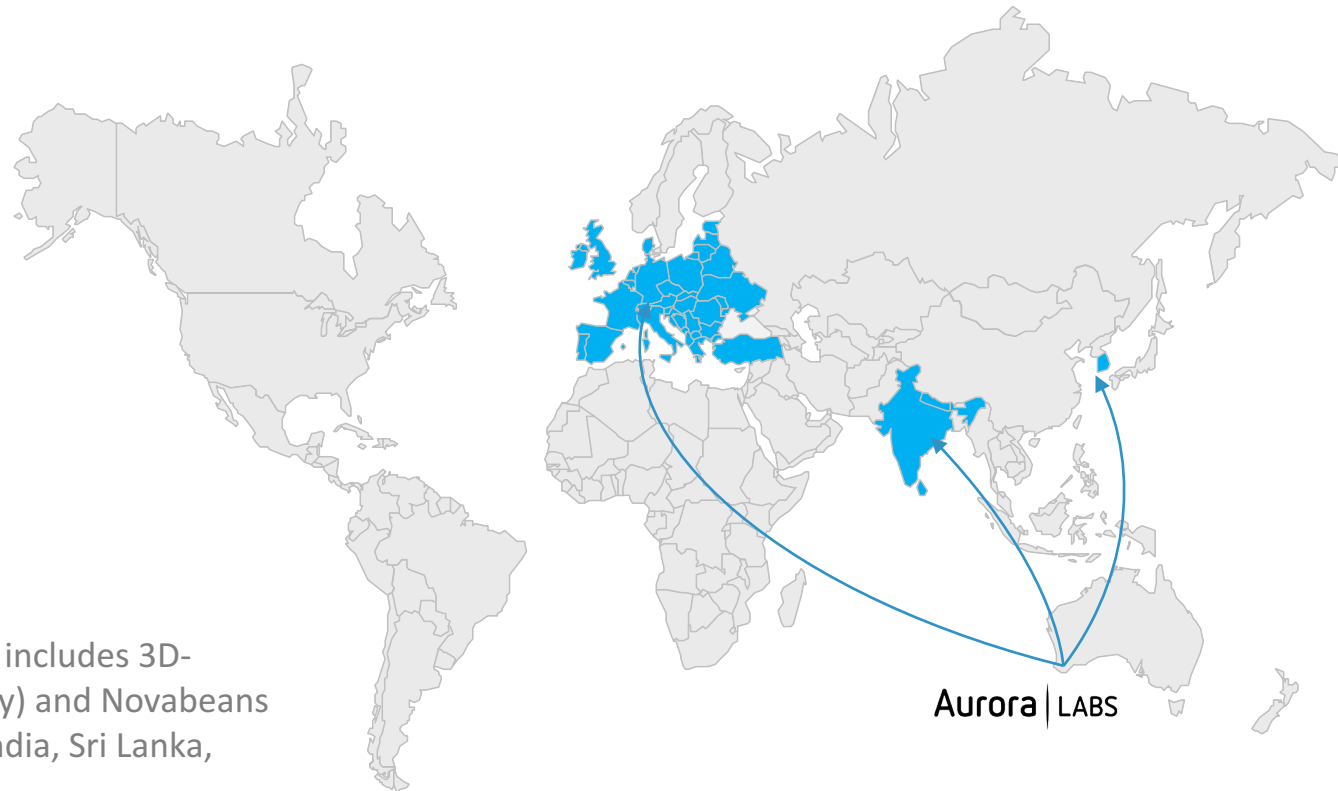 includes 3D-
y) and Novabeans
ndia, Sri Lanka,
Aurora | LABS